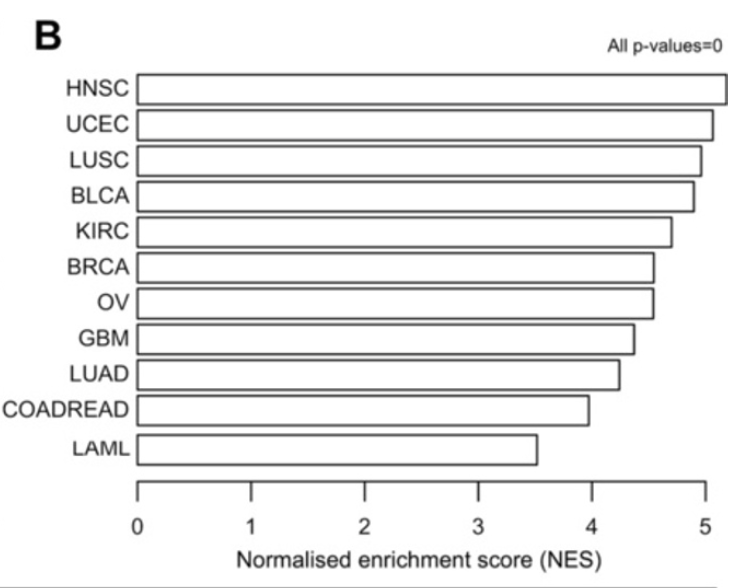 B
All p-values=0
HNSC
UCEC
LUSC
BLCA
KIRC
BRCA
OV
GBM
LUAD
COADREAD
LAML
0 1 2 3 4 5
Normalised enrichment score (NES)